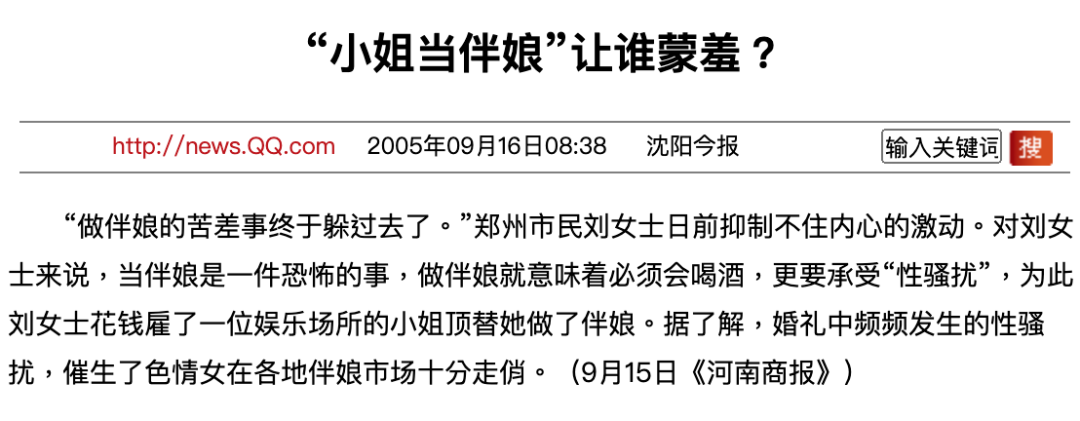 “小姐当伴娘”让谁蒙羞？
http://news.QQ.com 2005年09月16日08:38 沈阳今报 输入关键词 搜
“做伴娘的苦差事终于躲过去了。”郑州市民刘女士日前抑制不住内心的激动。对刘女
士来说，当伴娘是一件恐怖的事，做伴娘就意味着必须会喝酒，更要承受“性骚扰”，为此
刘女士花钱雇了一位娱乐场所的小姐顶替她做了伴娘。据了解，婚礼中频频发生的性骚
扰，催生了色情女在各地伴娘市场十分走俏。（9月15日《河南商报》）